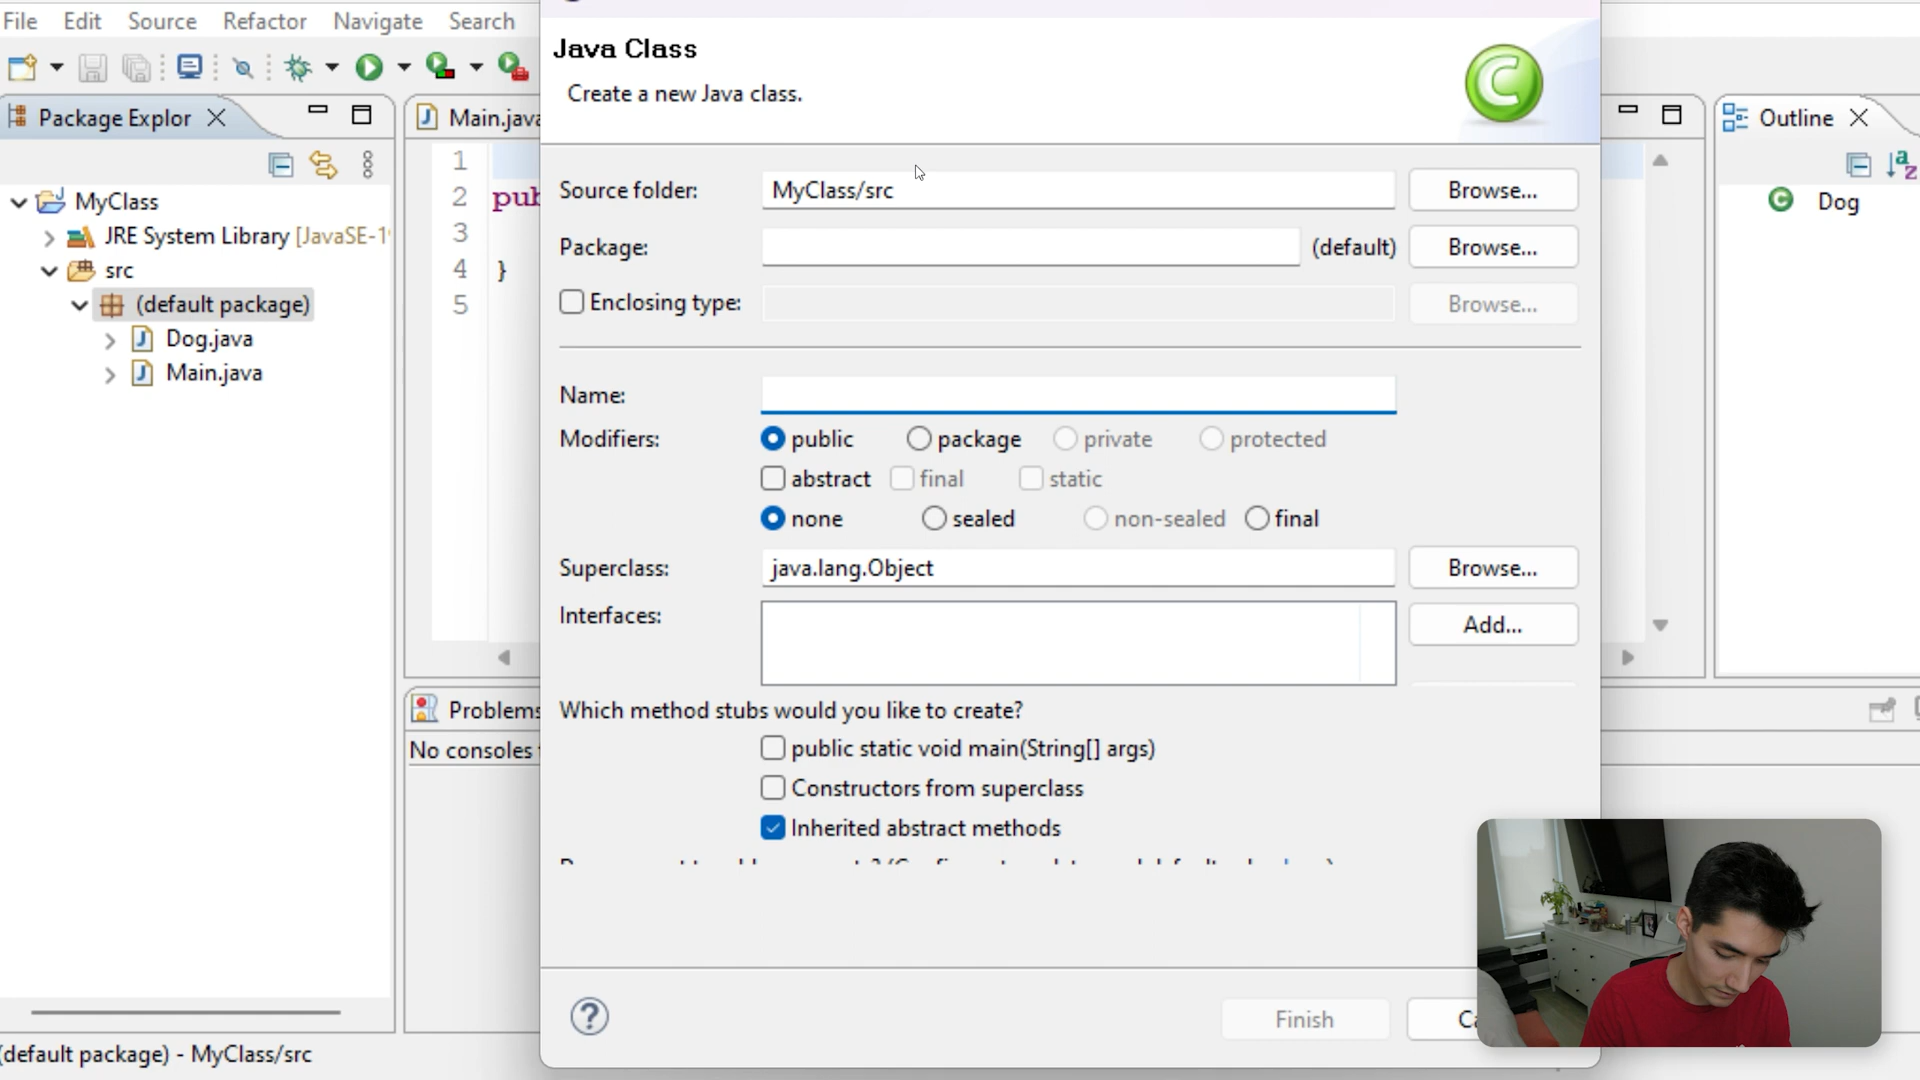 File Edit Source Refactor Navigate Search
Java Class
Create a new Java class.
Package Explor
Main.java
Outline
MyClass
JRE System Library [JavaSE-1
src
(default package)
Dog.java
Main.java
1
2 pub
3
4 }
5
Dog
Source folder: MyClass/src Browse...
Package: (default) Browse...
Enclosing type: Browse...
Name:
Modifiers: public package private protected
abstract final static
none sealed non-sealed final
Superclass: java.lang.Object Browse...
Interfaces: Add...
Which method stubs would you like to create?
public static void main(String[] args)
Constructors from superclass
Inherited abstract methods
Problems
No consoles
Finish
(default package) - MyClass/src